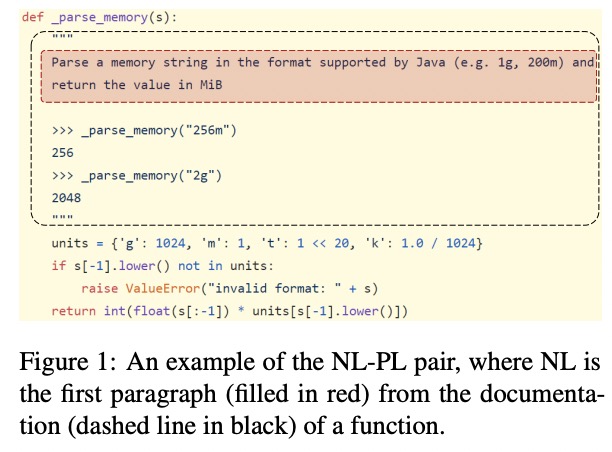 def _parse_memory(s):
"""
Parse a memory string in the format supported by Java (e.g. 1g, 200m) and
return the value in MiB
>>> _parse_memory("256m")
256
>>> _parse_memory("2g")
2048
"""
units = {'g': 1024, 'm': 1, 't': 1 << 20, 'k': 1.0 / 1024}
if s[-1].lower() not in units:
raise ValueError("invalid format: " + s)
return int(float(s[:-1]) * units[s[-1].lower()])
Figure 1: An example of the NL-PL pair, where NL is
the first paragraph (filled in red) from the documenta-
tion (dashed line in black) of a function.